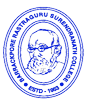 BARRACKPORE RASTRAGURU SURENDRANATH COLLEGE
ESTD - 1953